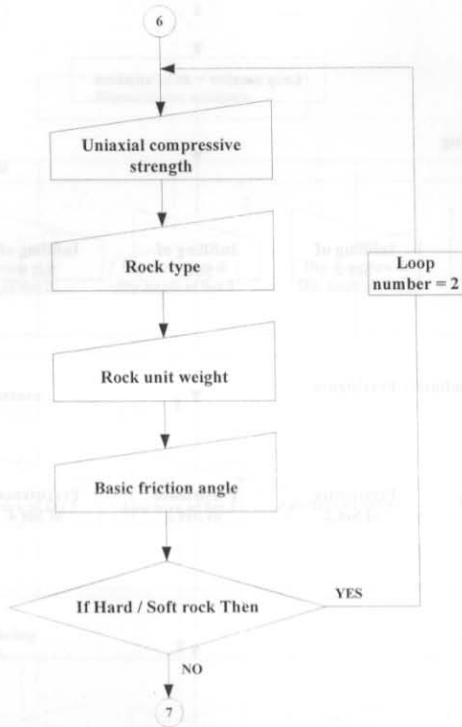 6
Uniaxial compressive
strength
Rock type
Loop
number = 2
Rock unit weight
Basic friction angle
If Hard / Soft rock Then
YES
NO
7